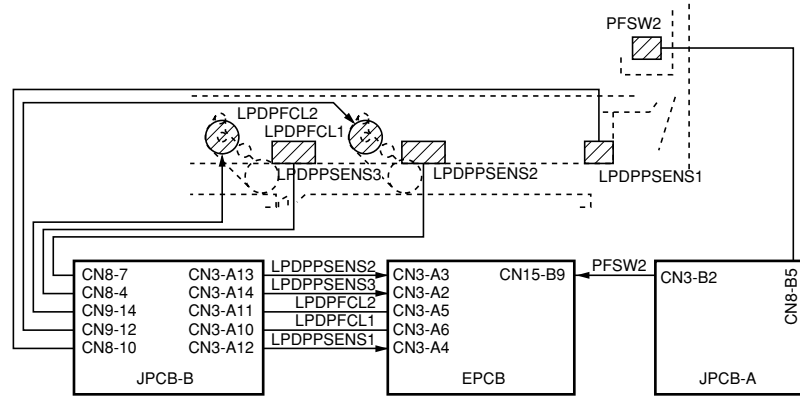 PFSW2
LPDPFCL2
LPDPFCL1
LPDPPSENS3
LPDPPSENS2
LPDPPSENS1
CN8-7 CN3-A13 LPDPPSENS2 CN3-A3 CN15-B9 PFSW2 CN3-B2 CN8-B5
CN8-4 CN3-A14 LPDPPSENS3 CN3-A2
CN9-14 CN3-A11 LPDPFCL2 CN3-A5
CN9-12 CN3-A10 LPDPFCL1 CN3-A6
CN8-10 CN3-A12 LPDPPSENS1 CN3-A4
JPCB-B EPCB JPCB-A